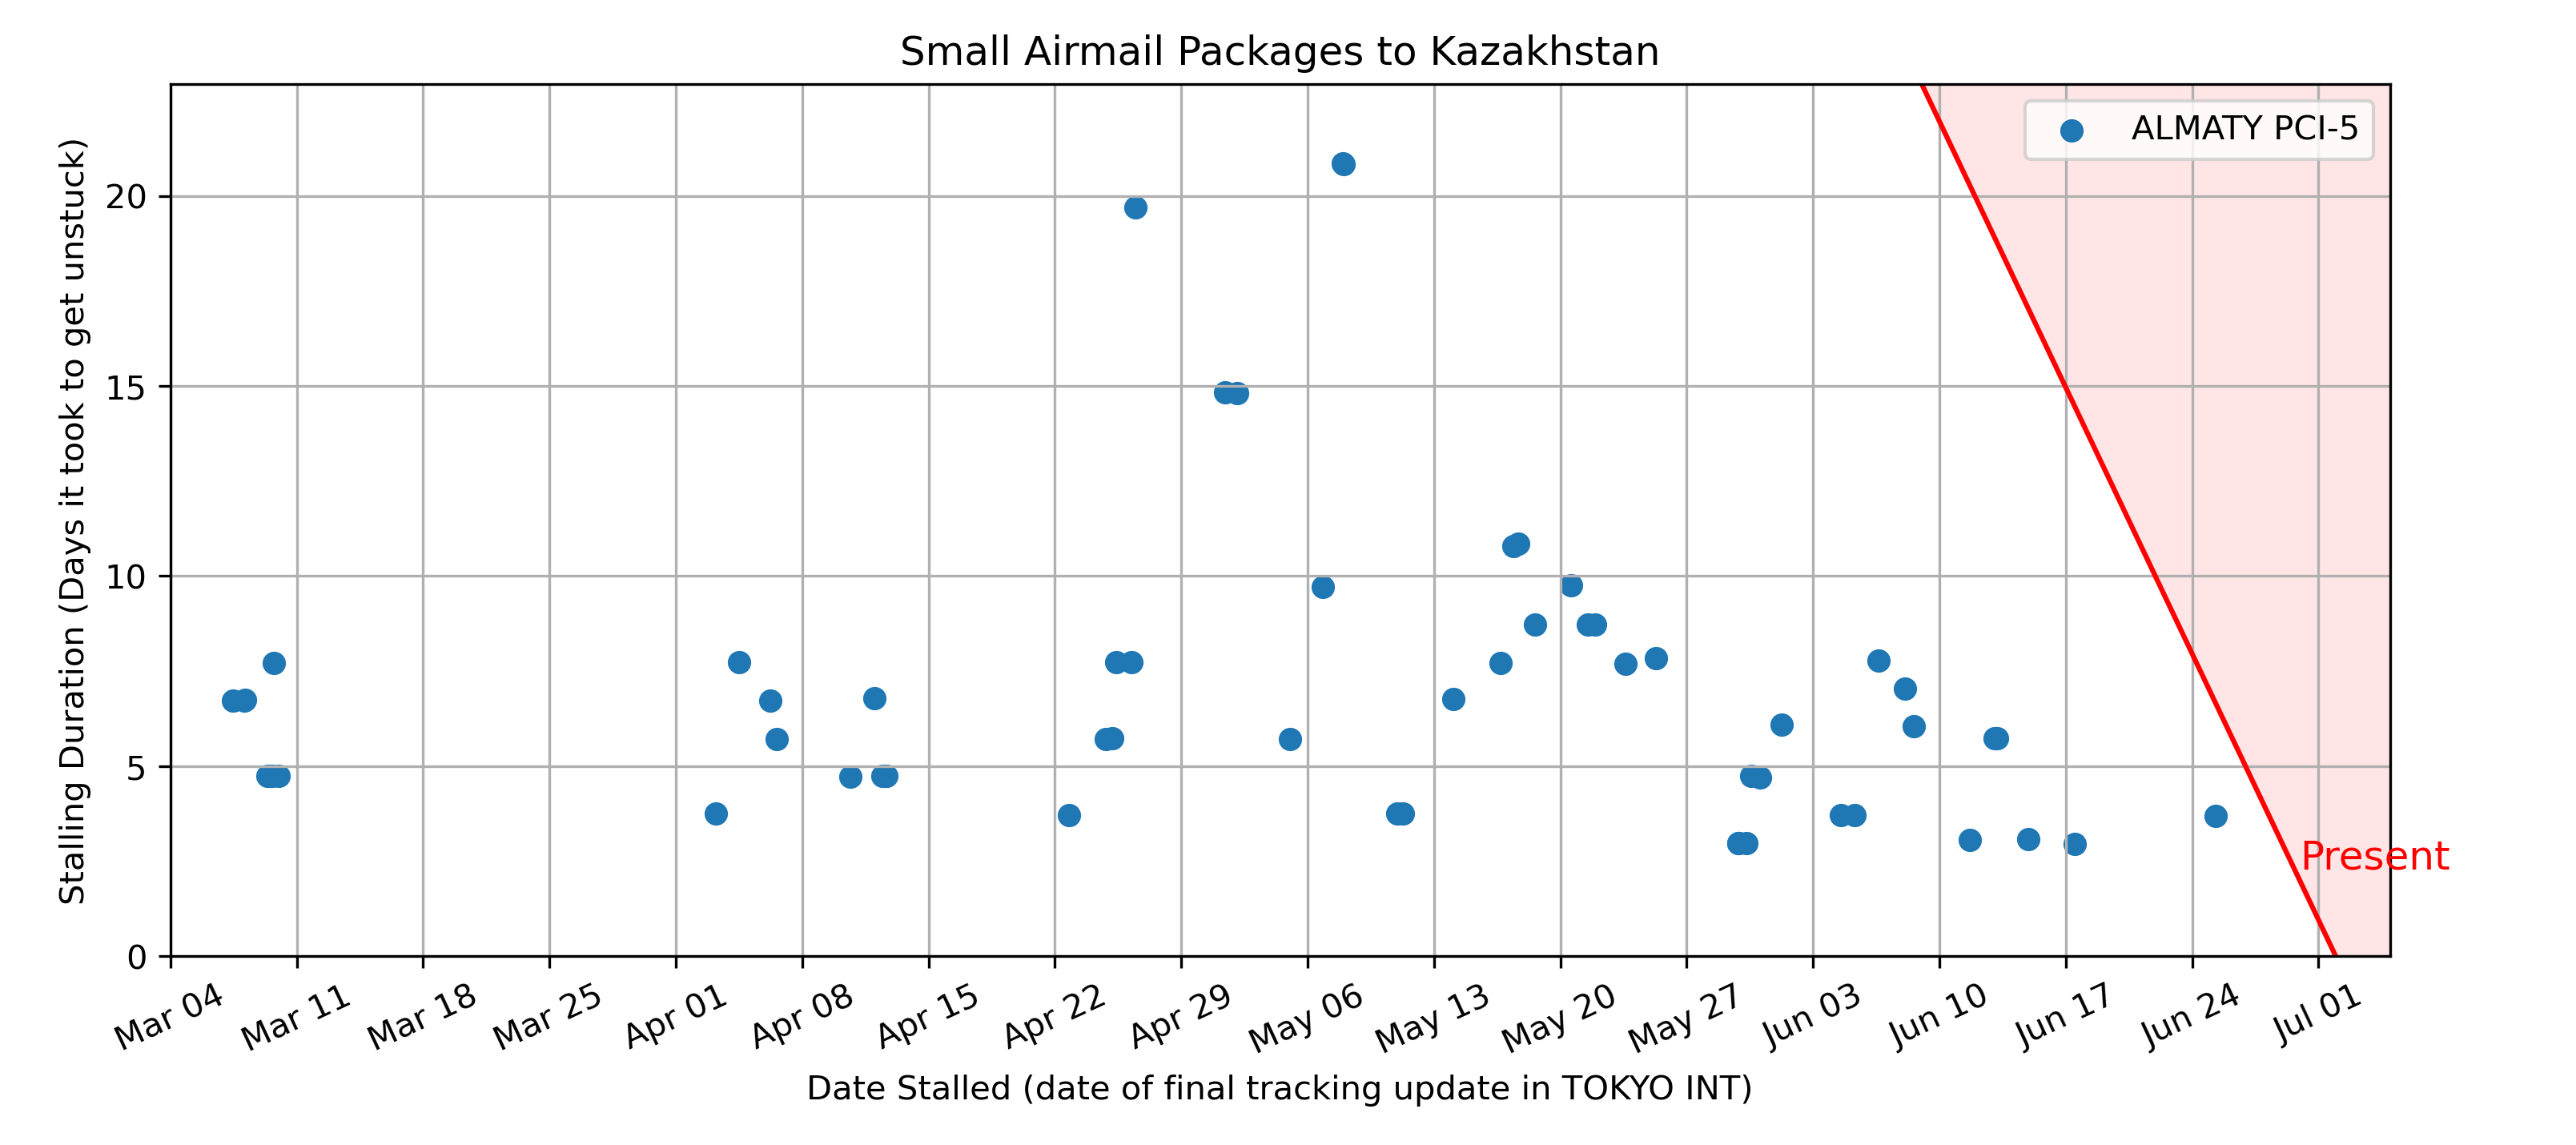 Small Airmail Packages to Kazakhstan
ALMATY PCI-5
Stalling Duration (Days it took to get unstuck)
20
15
10
5
0
Present
Mar 04
Mar 11
Mar 18
Mar 25
Apr 01
Apr 08
Apr 15
Apr 22
Apr 29
May 06
May 13
May 20
May 27
Jun 03
Jun 10
Jun 17
Jun 24
Jul 01
Date Stalled (date of final tracking update in TOKYO INT)